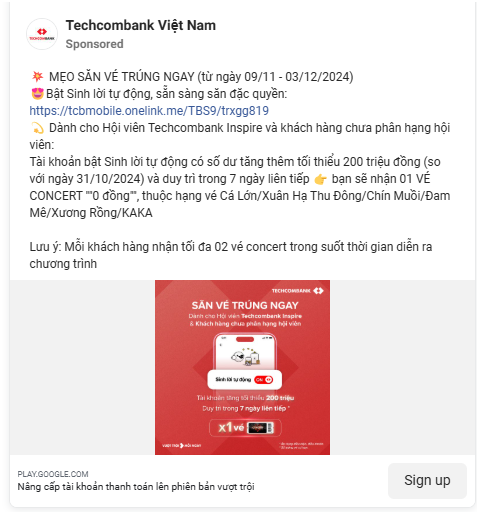 Techcombank Việt Nam
Sponsored
💥 MẸO SĂN VÉ TRÚNG NGAY (từ ngày 09/11 - 03/12/2024)
🤩Bật Sinh lời tự động, sẵn sàng săn đặc quyền:
https://tcbmobile.onelink.me/TBS9/trxgg819
💫 Dành cho Hội viên Techcombank Inspire và khách hàng chưa phân hạng hội
viên:
Tài khoản bật Sinh lời tự động có số dư tăng thêm tối thiểu 200 triệu đồng (so
với ngày 31/10/2024) và duy trì trong 7 ngày liên tiếp 👉 bạn sẽ nhận 01 VÉ
CONCERT ""0 đồng"", thuộc hạng vé Cá Lớn/Xuân Hạ Thu Đông/Chín Muồi/Đam
Mê/Xương Rồng/KAKA
Lưu ý: Mỗi khách hàng nhận tối đa 02 vé concert trong suốt thời gian diễn ra
chương trình
TECHCOMBANK
SĂN VÉ TRÚNG NGAY
Dành cho Hội viên Techcombank Inspire
& Khách hàng chưa phân hạng hội viên
Sinh lời tự động ON
Tài khoản tăng tối thiểu 200 triệu
Duy trì trong 7 ngày liên tiếp *
x1 vé
PLAY.GOOGLE.COM
Nâng cấp tài khoản thanh toán lên phiên bản vượt trội
Sign up